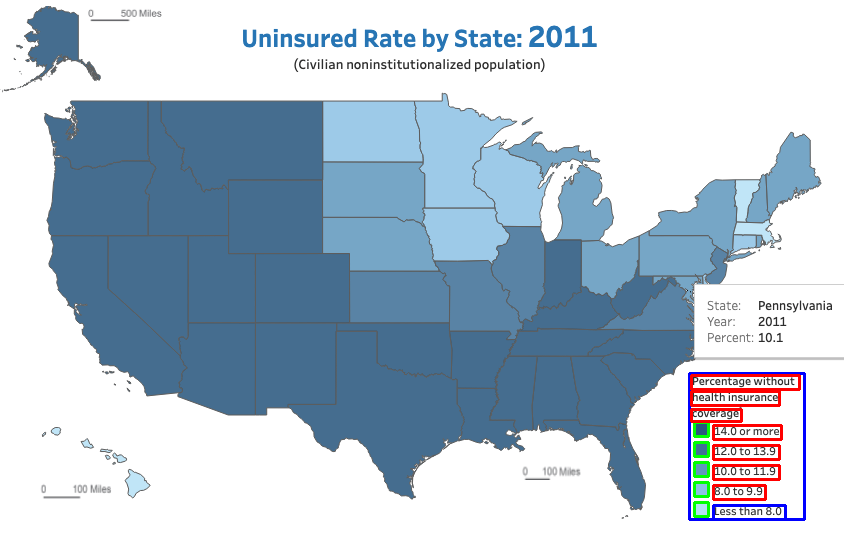 0 500 Miles
Uninsured Rate by State: 2011
(Civilian noninstitutionalized population)
State: Pennsylvania
Year: 2011
Percent: 10.1
Percentage without
health insurance
coverage
14.0 or more
12.0 to 13.9
10.0 to 11.9
8.0 to 9.9
Less than 8.0
0 100 Miles
0 100 Miles